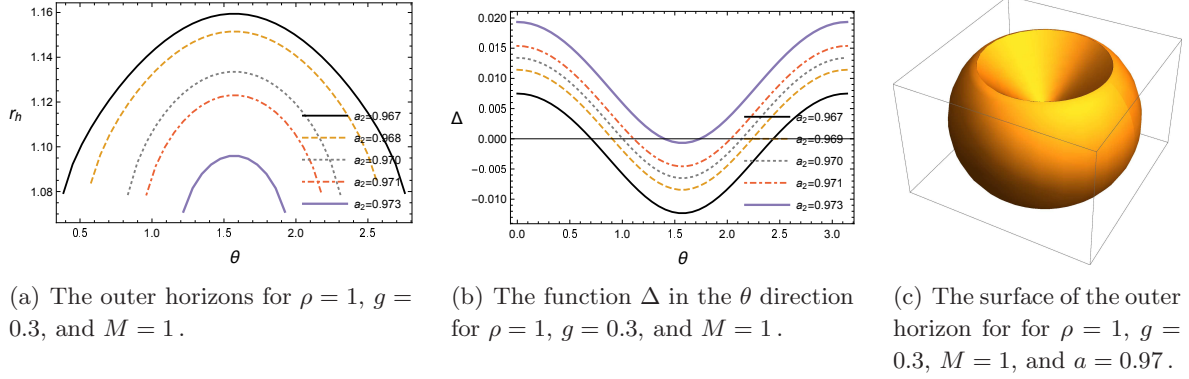 1.16
1.14
1.12
1.10
1.08
r_h
0.5
1.0
1.5
2.0
2.5
θ
a₂=0.967
a₂=0.968
a₂=0.970
a₂=0.971
a₂=0.973
0.020
0.015
0.010
0.005
0.000
−0.005
−0.010
Δ
0.0
0.5
1.0
1.5
2.0
2.5
3.0
θ
a₂=0.967
a₂=0.969
a₂=0.970
a₂=0.971
a₂=0.973
(a) The outer horizons for ρ = 1, g =
0.3, and M = 1 .
(b) The function Δ in the θ direction
for ρ = 1, g = 0.3, and M = 1 .
(c) The surface of the outer
horizon for for ρ = 1, g =
0.3, M = 1, and a = 0.97 .